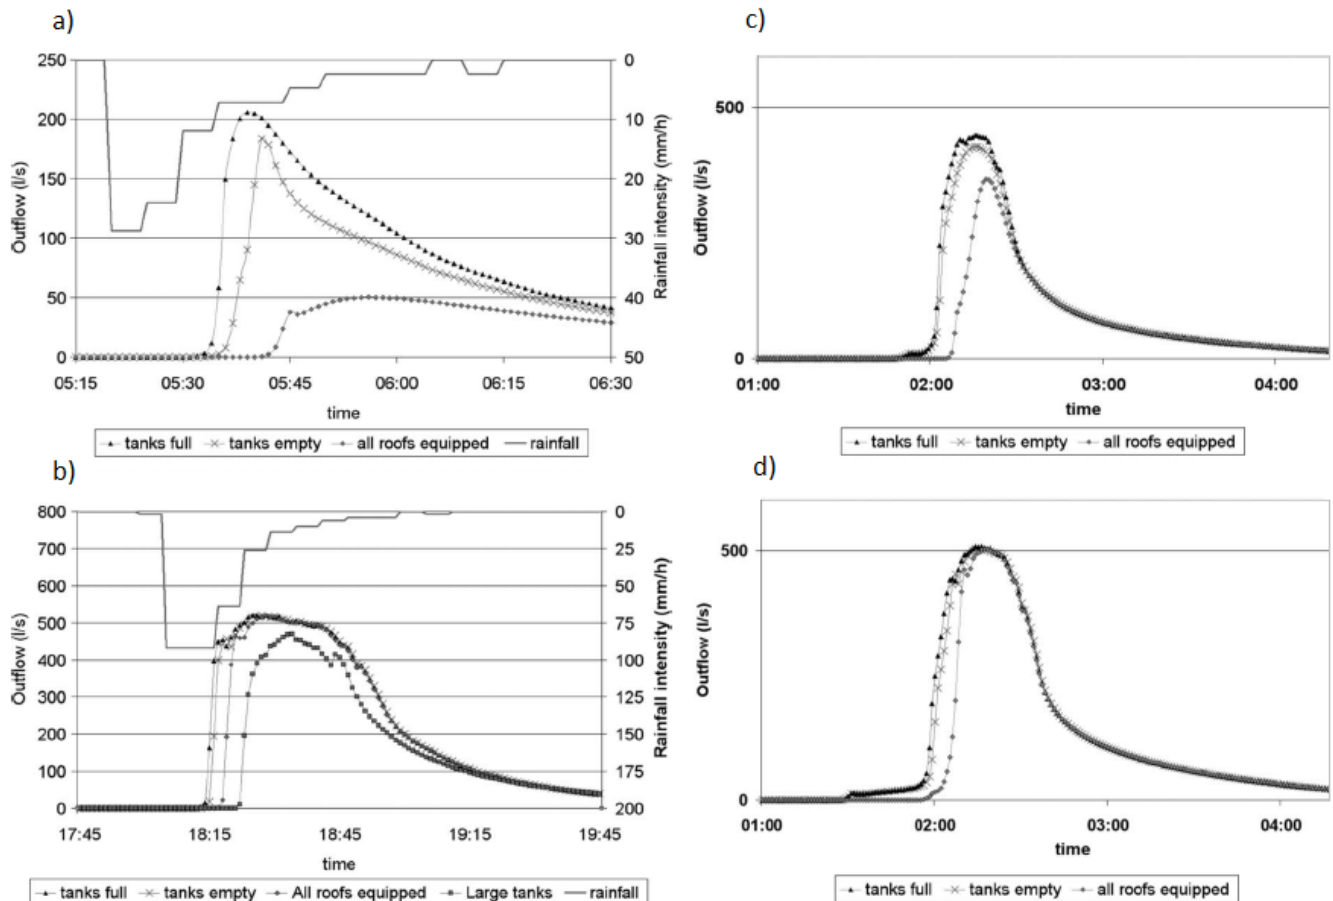 a)
250
200
150
100
50
0
Outflow (l/s)
0
10
20
30
40
50
Rainfall intensity (mm/h)
05:15 05:30 05:45 06:00 06:15 06:30
time
tanks full tanks empty all roofs equipped rainfall
b)
800
700
600
500
400
300
200
100
0
Outflow (l/s)
0
25
50
75
100
125
150
175
200
Rainfall intensity (mm/h)
17:45 18:15 18:45 19:15 19:45
time
tanks full tanks empty All roofs equipped Large tanks rainfall
c)
500
0
Outflow (l/s)
01:00 02:00 03:00 04:00
time
tanks full tanks empty all roofs equipped
d)
500
0
Outflow (l/s)
01:00 02:00 03:00 04:00
time
tanks full tanks empty all roofs equipped